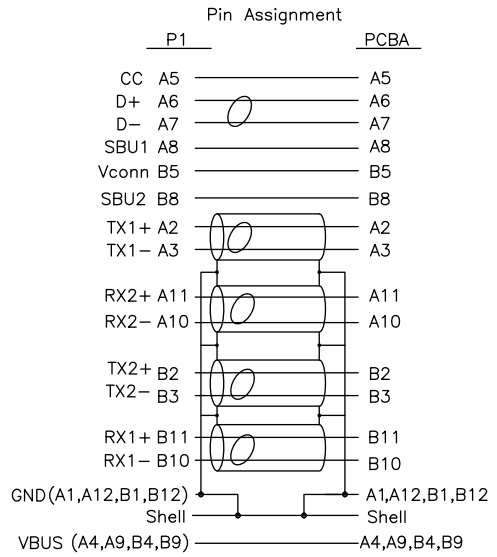 Pin Assignment
P1 PCBA
CC A5 A5
D+ A6 A6
D- A7 A7
SBU1 A8 A8
Vconn B5 B5
SBU2 B8 B8
TX1+ A2 A2
TX1- A3 A3
RX2+ A11 A11
RX2- A10 A10
TX2+ B2 B2
TX2- B3 B3
RX1+ B11 B11
RX1- B10 B10
GND(A1,A12,B1,B12) A1,A12,B1,B12
Shell Shell
VBUS (A4,A9,B4,B9) A4,A9,B4,B9